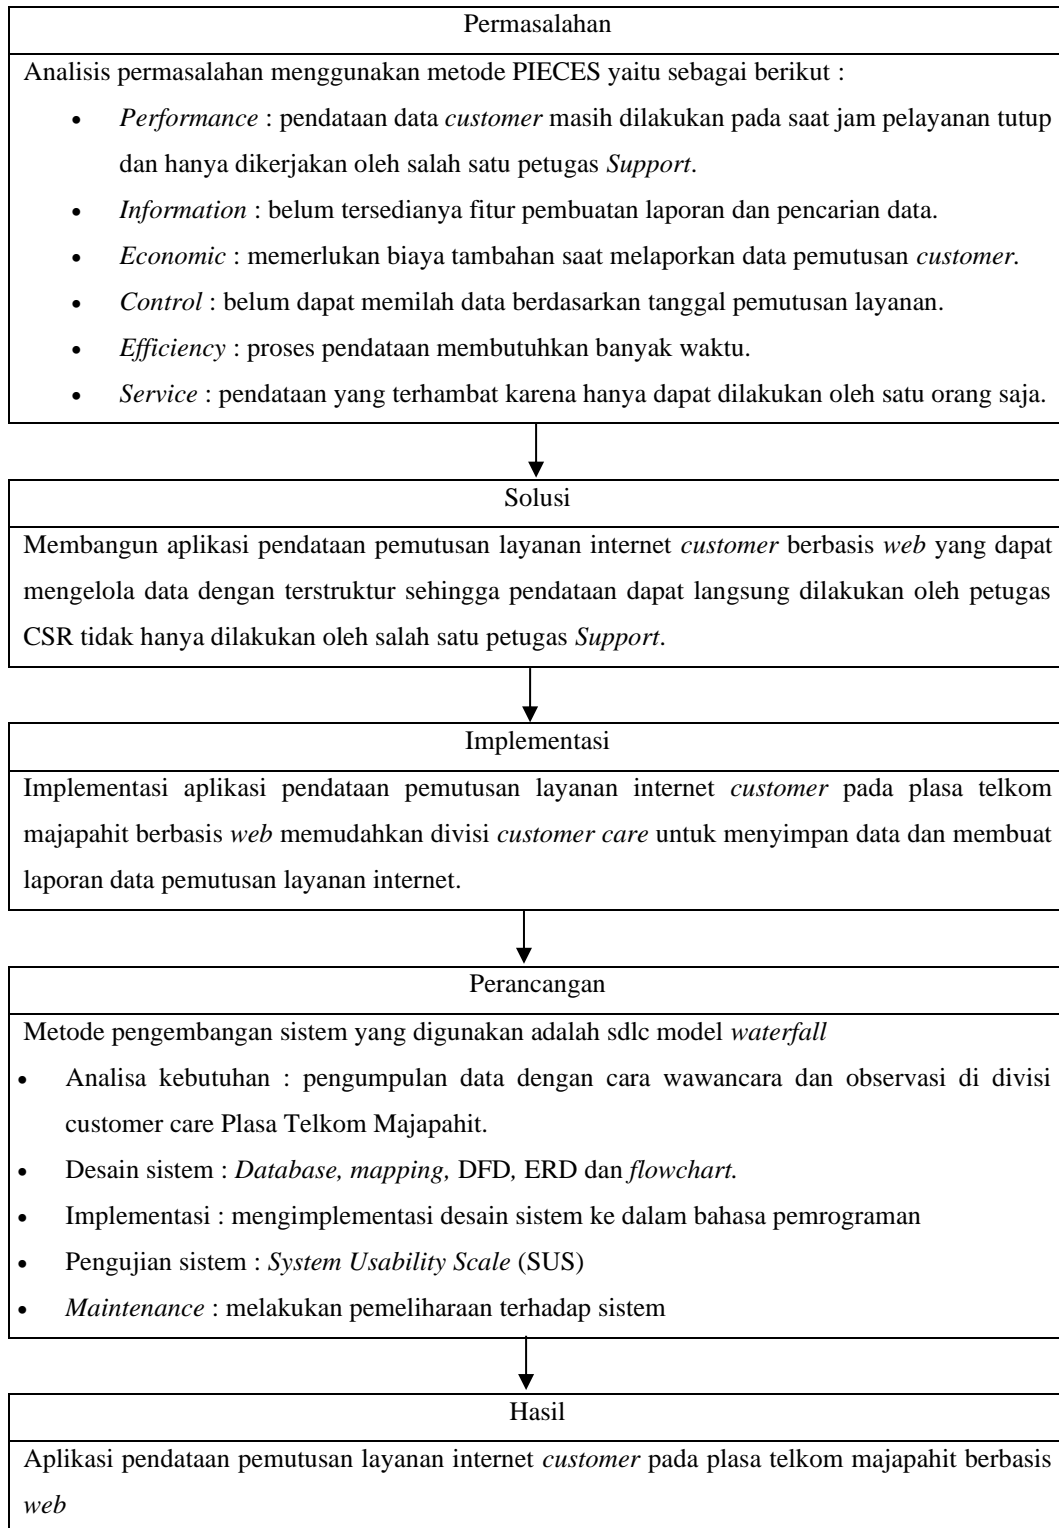 Permasalahan
Analisis permasalahan menggunakan metode PIECES yaitu sebagai berikut :
• Performance : pendataan data customer masih dilakukan pada saat jam pelayanan tutup
dan hanya dikerjakan oleh salah satu petugas Support.
• Information : belum tersedianya fitur pembuatan laporan dan pencarian data.
• Economic : memerlukan biaya tambahan saat melaporkan data pemutusan customer.
• Control : belum dapat memilah data berdasarkan tanggal pemutusan layanan.
• Efficiency : proses pendataan membutuhkan banyak waktu.
• Service : pendataan yang terhambat karena hanya dapat dilakukan oleh satu orang saja.
Solusi
Membangun aplikasi pendataan pemutusan layanan internet customer berbasis web yang dapat
mengelola data dengan terstruktur sehingga pendataan dapat langsung dilakukan oleh petugas
CSR tidak hanya dilakukan oleh salah satu petugas Support.
Implementasi
Implementasi aplikasi pendataan pemutusan layanan internet customer pada plasa telkom
majapahit berbasis web memudahkan divisi customer care untuk menyimpan data dan membuat
laporan data pemutusan layanan internet.
Perancangan
Metode pengembangan sistem yang digunakan adalah sdlc model waterfall
• Analisa kebutuhan : pengumpulan data dengan cara wawancara dan observasi di divisi
customer care Plasa Telkom Majapahit.
• Desain sistem : Database, mapping, DFD, ERD dan flowchart.
• Implementasi : mengimplementasi desain sistem ke dalam bahasa pemrograman
• Pengujian sistem : System Usability Scale (SUS)
• Maintenance : melakukan pemeliharaan terhadap sistem
Hasil
Aplikasi pendataan pemutusan layanan internet customer pada plasa telkom majapahit berbasis
web